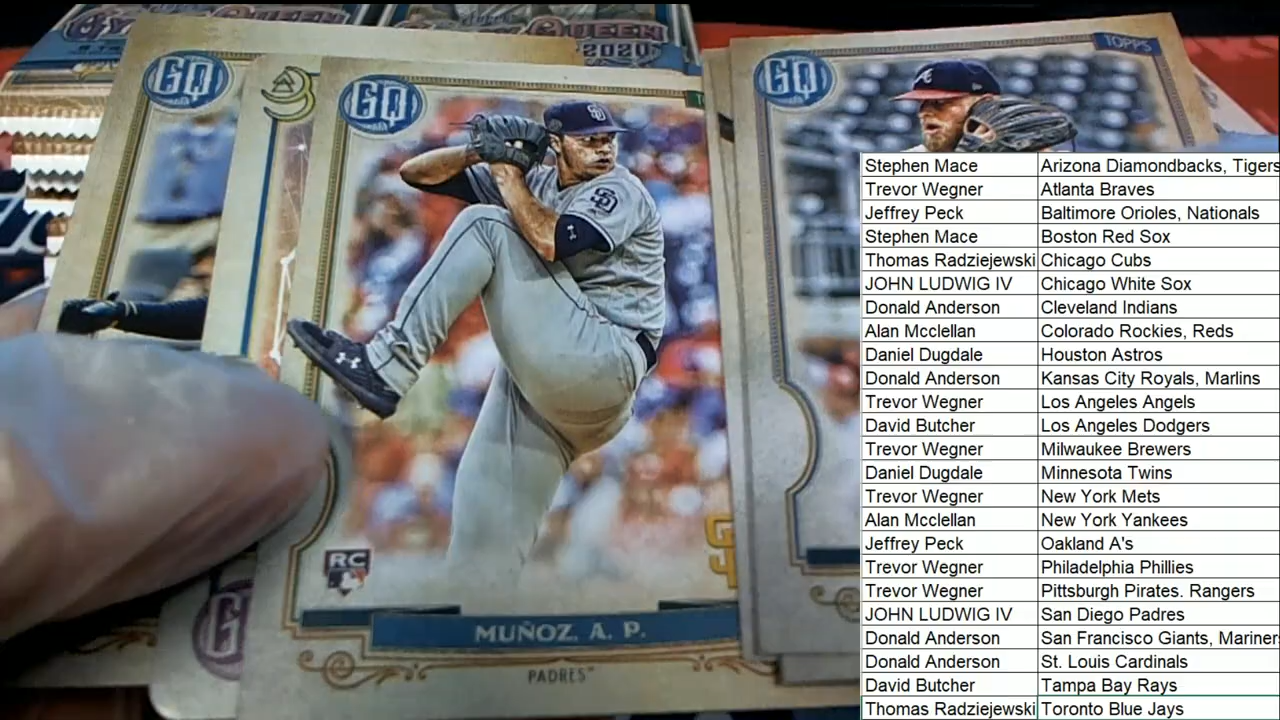 GYPSY QUEEN
2020
GQ
GQ
GQ
TOPPS
SD
A
RC
MUÑOZ, A. P.
PADRES
Stephen Mace Arizona Diamondbacks, Tigers
Trevor Wegner Atlanta Braves
Jeffrey Peck Baltimore Orioles, Nationals
Stephen Mace Boston Red Sox
Thomas Radziejewski Chicago Cubs
JOHN LUDWIG IV Chicago White Sox
Donald Anderson Cleveland Indians
Alan Mcclellan Colorado Rockies, Reds
Daniel Dugdale Houston Astros
Donald Anderson Kansas City Royals, Marlins
Trevor Wegner Los Angeles Angels
David Butcher Los Angeles Dodgers
Trevor Wegner Milwaukee Brewers
Daniel Dugdale Minnesota Twins
Trevor Wegner New York Mets
Alan Mcclellan New York Yankees
Jeffrey Peck Oakland A's
Trevor Wegner Philadelphia Phillies
Trevor Wegner Pittsburgh Pirates. Rangers
JOHN LUDWIG IV San Diego Padres
Donald Anderson San Francisco Giants, Mariner
Donald Anderson St. Louis Cardinals
David Butcher Tampa Bay Rays
Thomas Radziejewski Toronto Blue Jays